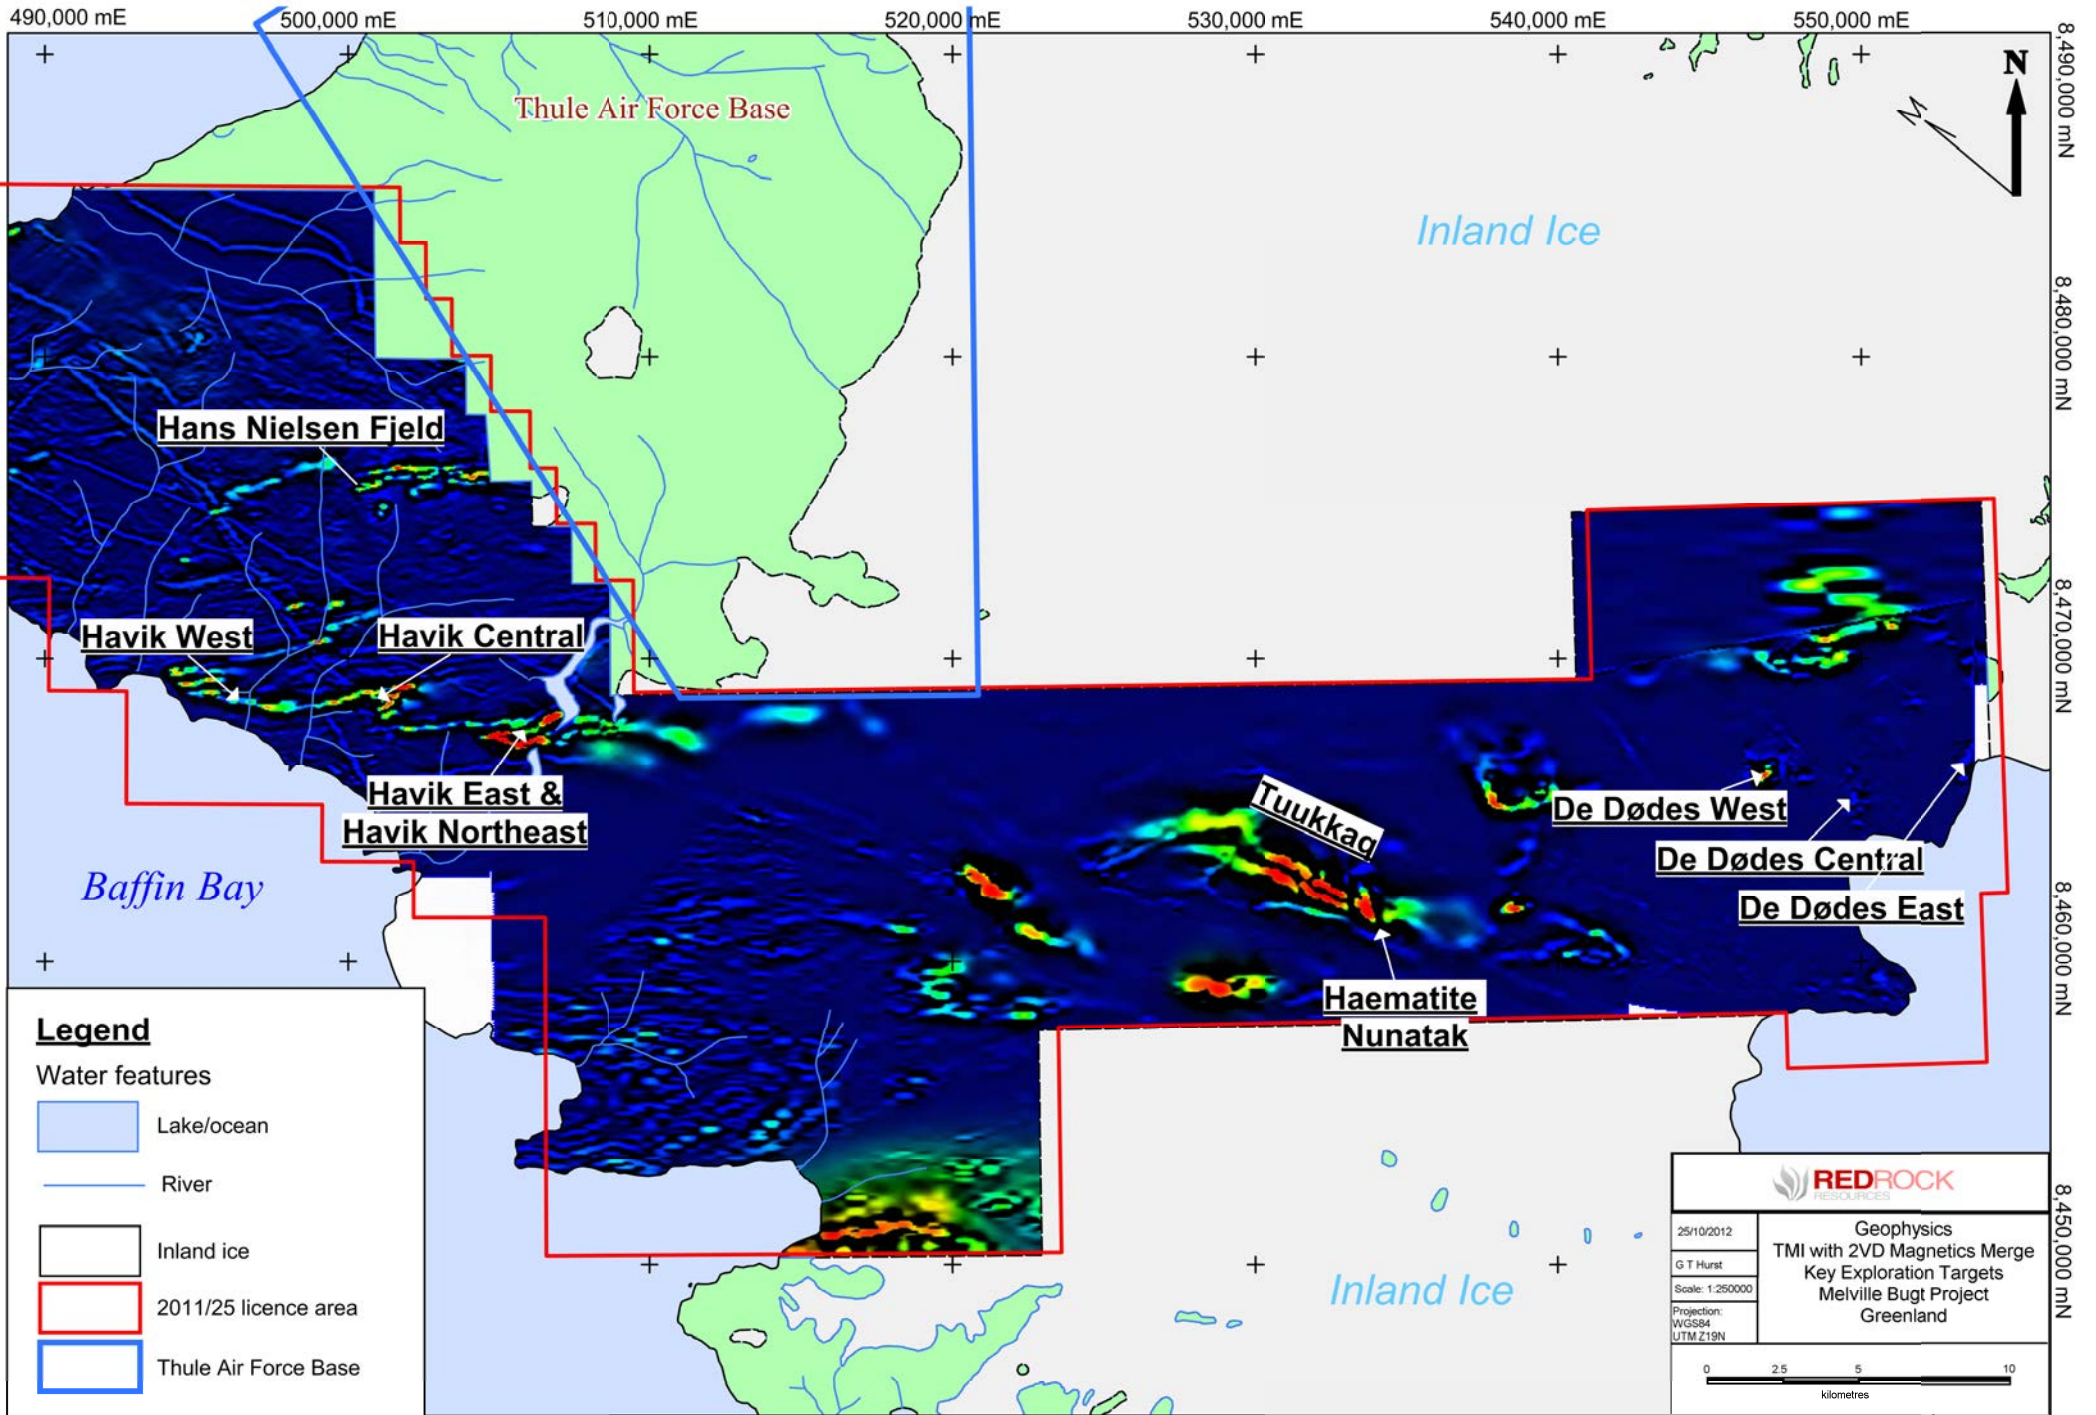 490,000 mE
500,000 mE
510,000 mE
520,000 mE
530,000 mE
540,000 mE
550,000 mE
8,490,000 mN
8,480,000 mN
8,470,000 mN
8,460,000 mN
8,450,000 mN
N
M
Thule Air Force Base
Inland Ice
Hans Nielsen Fjeld
Havik West
Havik Central
Havik East &
Havik Northeast
Tuukkaq
De Dødes West
De Dødes Central
De Dødes East
Baffin Bay
Haematite
Nunatak
Inland Ice
Legend
Water features
Lake/ocean
River
Inland ice
2011/25 licence area
Thule Air Force Base
REDROCK
RESOURCES
25/10/2012
G T Hurst
Scale: 1:250000
Projection:
WGS84
UTM Z19N
Geophysics
TMI with 2VD Magnetics Merge
Key Exploration Targets
Melville Bugt Project
Greenland
0 2.5 5 10
kilometres